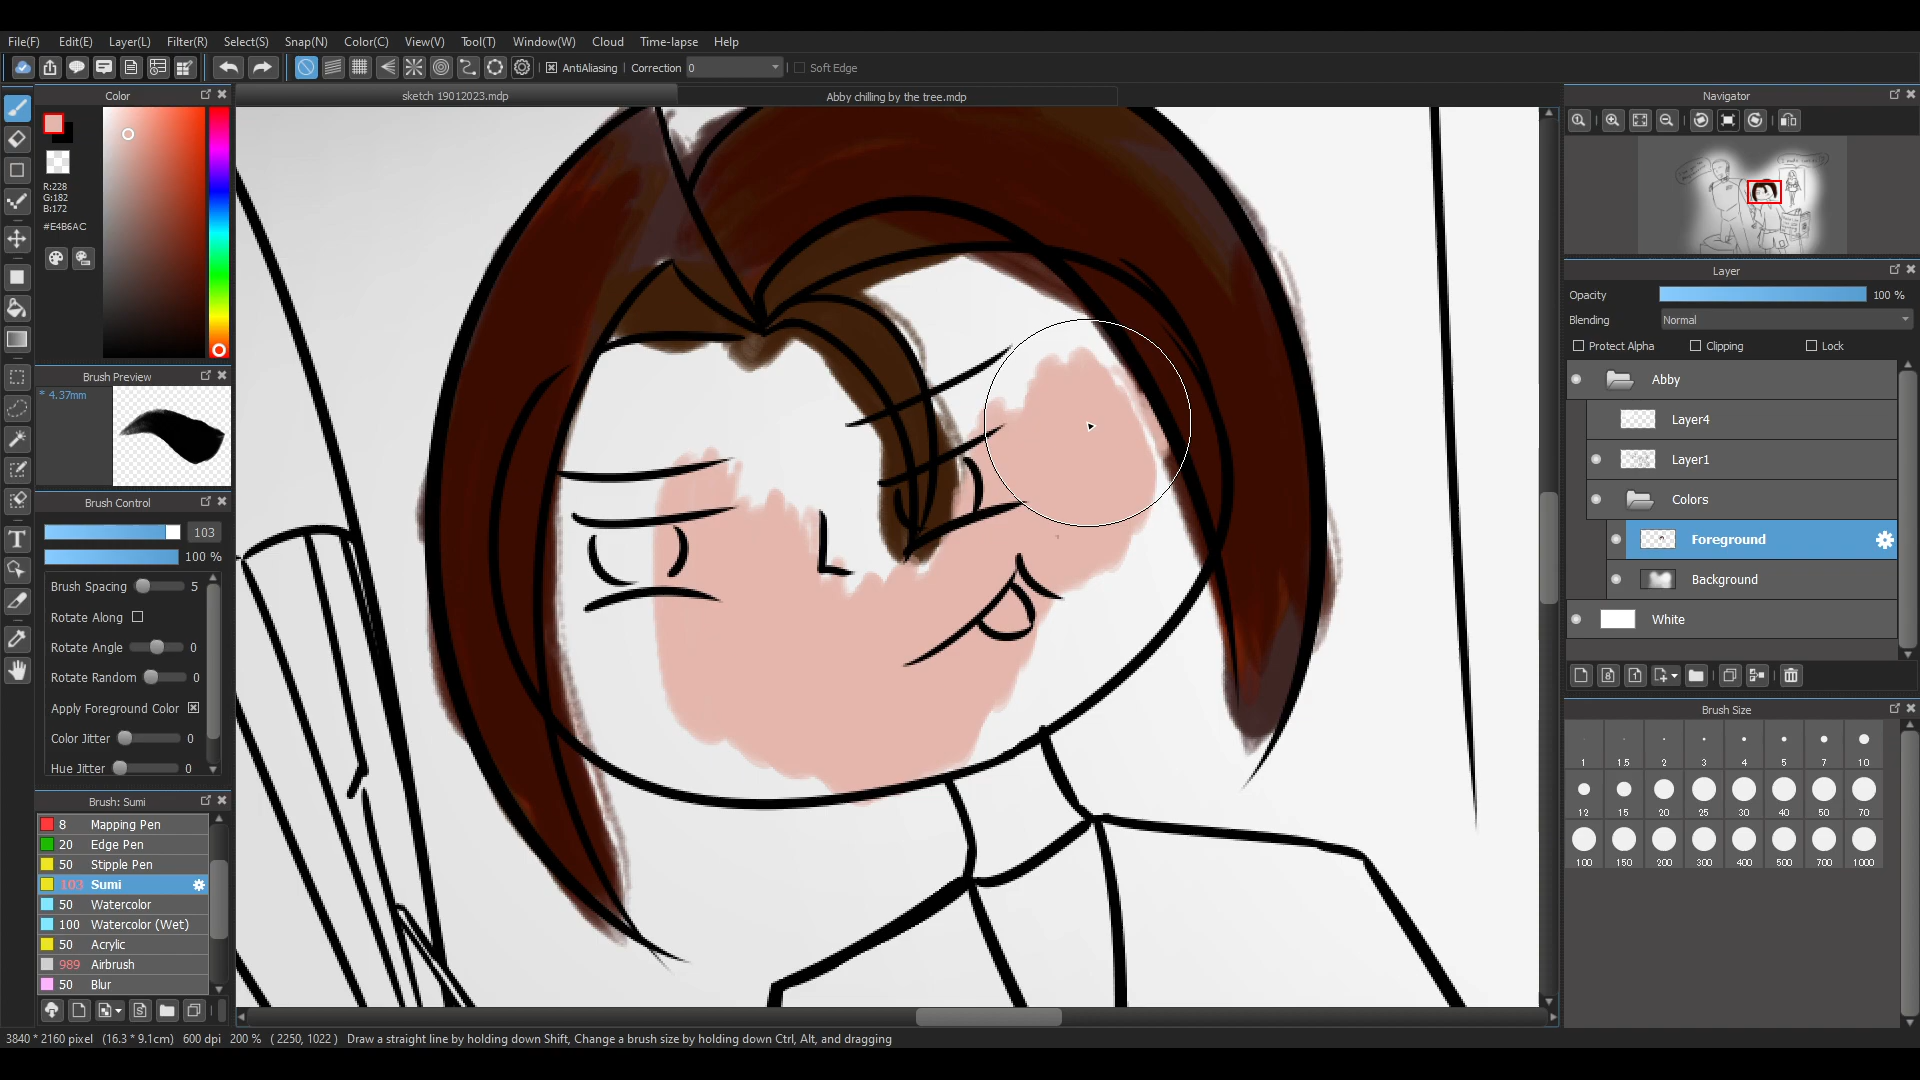 File(F) Edit(E) Layer(L) Filter(R) Select(S) Snap(N) Color(C) View(V) Tool(T) Window(W) Cloud Time-lapse Help
AntiAliasing Correction 0 Soft Edge
Color
sketch 19012023.mdp
Abby chilling by the tree.mdp
Navigator
R:228
G:182
B:172
#E4B6AC
Brush Preview
* 4.37mm
Brush Control
103
100 %
Brush Spacing 5
Rotate Along
Rotate Angle 0
Rotate Random 0
Apply Foreground Color
Color Jitter 0
Hue Jitter 0
Brush: Sumi
8 Mapping Pen
20 Edge Pen
50 Stipple Pen
103 Sumi
50 Watercolor
100 Watercolor (Wet)
50 Acrylic
989 Airbrush
50 Blur
Layer
Opacity 100 %
Blending Normal
Protect Alpha Clipping Lock
Abby
Layer4
Layer1
Colors
Foreground
Background
White
Brush Size
1 1.5 2 3 4 5 7 10
12 15 20 25 30 40 50 70
100 150 200 300 400 500 700 1000
3840 * 2160 pixel (16.3 * 9.1cm) 600 dpi 200 % ( 2250, 1022 ) Draw a straight line by holding down Shift, Change a brush size by holding down Ctrl, Alt, and dragging